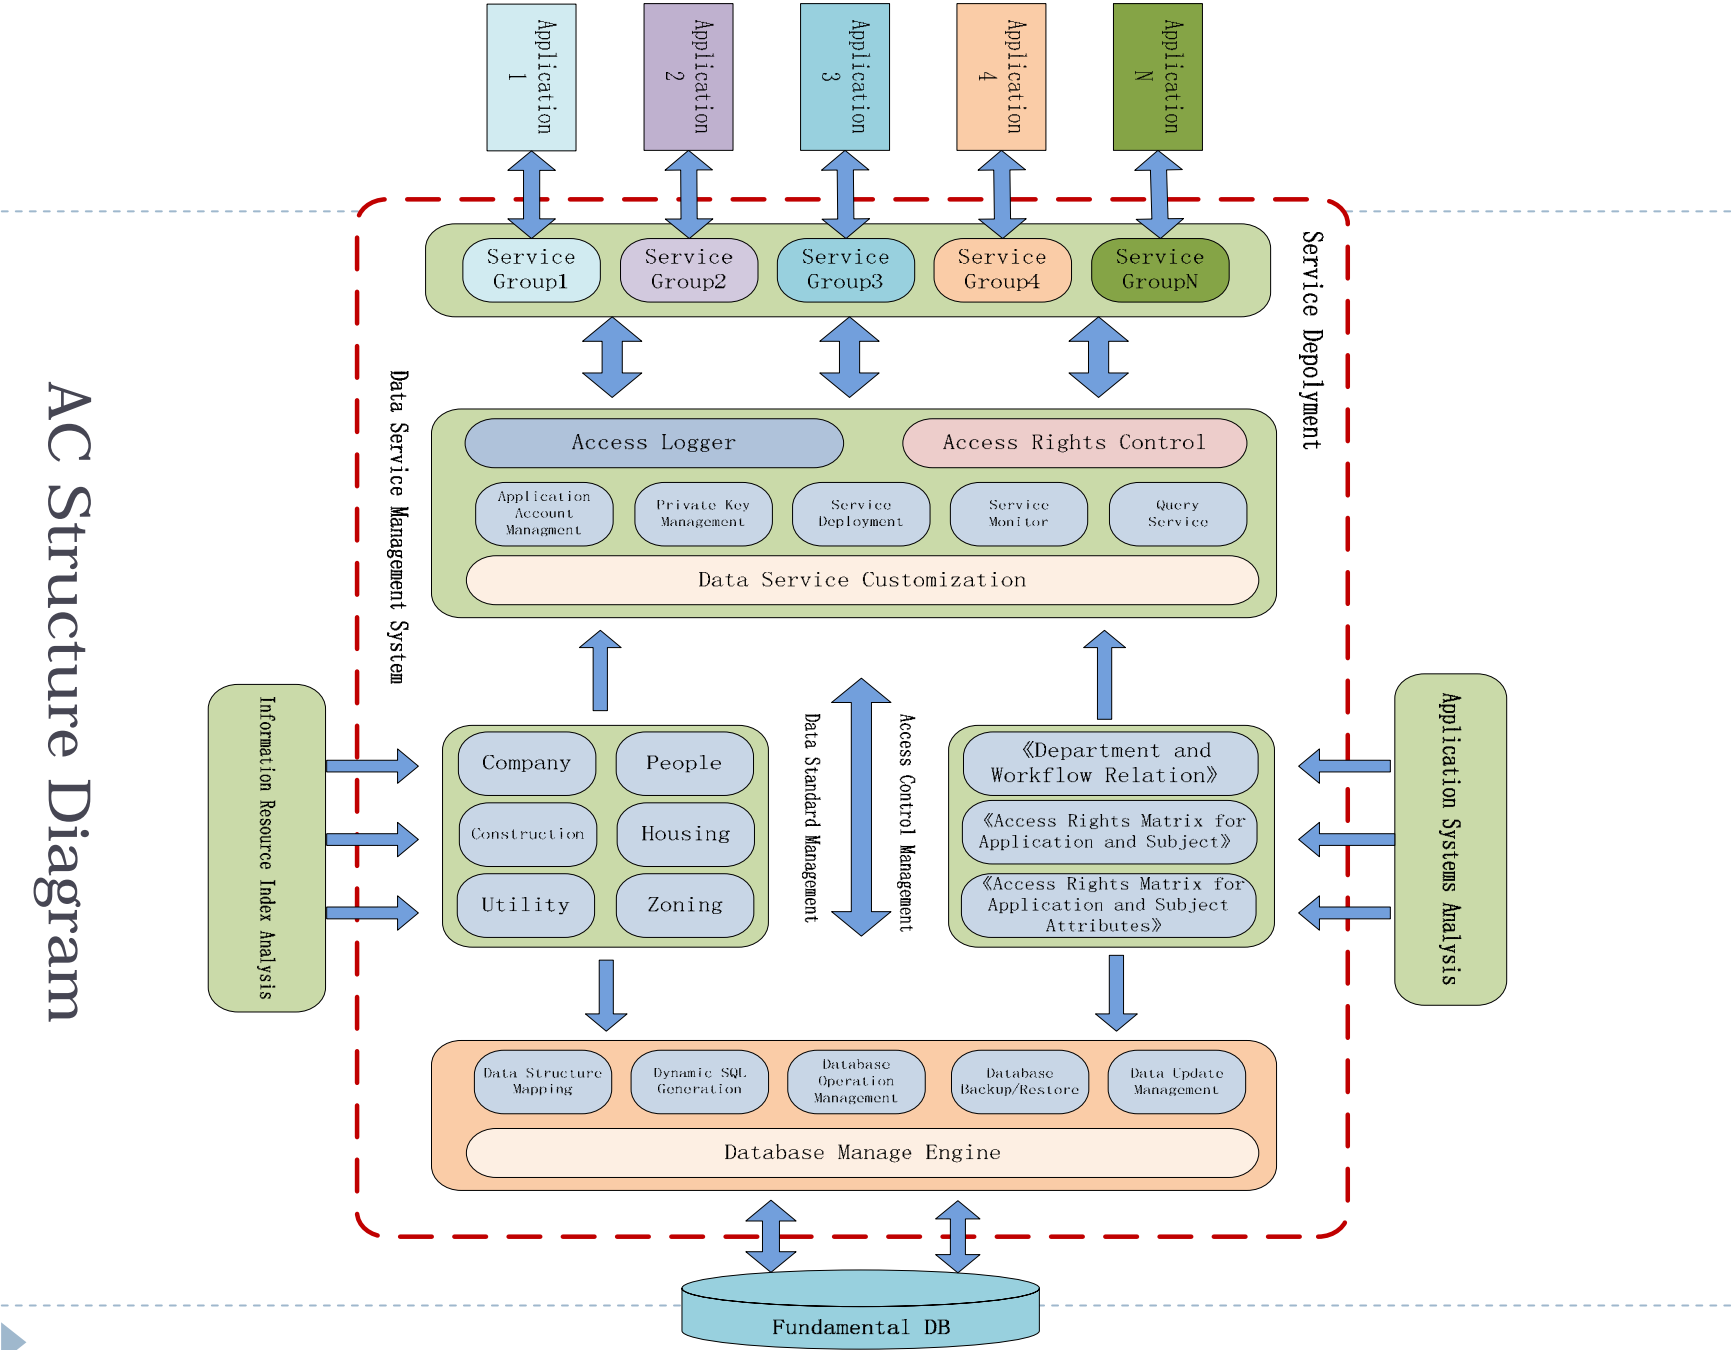 AC Structure Diagram
Application
1
Application
2
Application
3
Application
4
Application
N
Service
Group1
Service
Group2
Service
Group3
Service
Group4
Service
GroupN
Service Depolyment
Data Service Management System
Access Logger
Access Rights Control
Application
Account
Managment
Private Key
Management
Service
Deployment
Service
Monitor
Query
Service
Data Service Customization
Information Resource Index Analysis
Company
People
Construction
Housing
Utility
Zoning
Data Standard Management
Access Control Management
《Department and
Workflow Relation》
《Access Rights Matrix for
Application and Subject》
《Access Rights Matrix for
Application and Subject
Attributes》
Application Systems Analysis
Data Structure
Mapping
Dynamic SQL
Generation
Database
Operation
Management
Database
Backup/Restore
Data Update
Management
Database Manage Engine
Fundamental DB